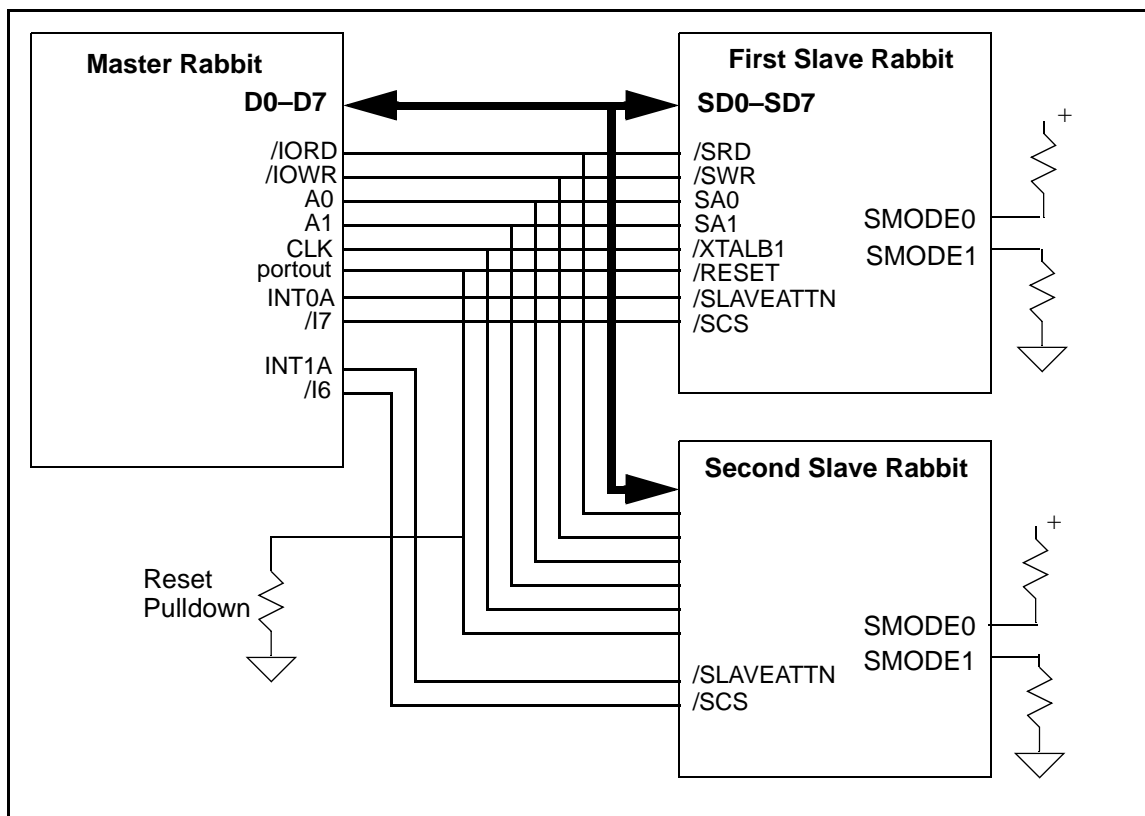 Master Rabbit
D0–D7
/IORD
/IOWR
A0
A1
CLK
portout
INT0A
/I7
INT1A
/I6
First Slave Rabbit
SD0–SD7
/SRD
/SWR
SA0
SA1
/XTALB1
/RESET
/SLAVEATTN
/SCS
+
SMODE0
SMODE1
Second Slave Rabbit
+
SMODE0
SMODE1
/SLAVEATTN
/SCS
Reset
Pulldown